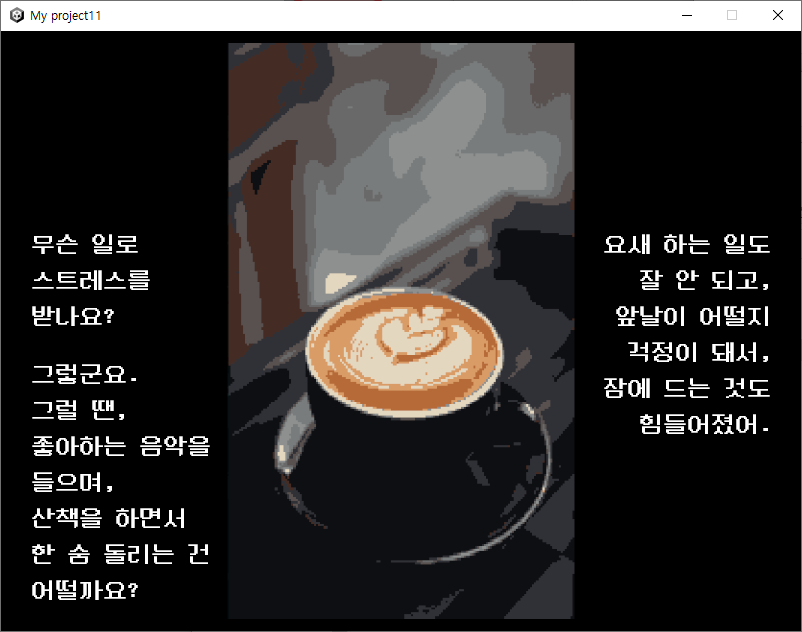 My project11
무슨 일로
스트레스를
받나요?
요새 하는 일도
잘 안 되고,
앞날이 어떨지
걱정이 돼서,
잠에 드는 것도
힘들어졌어.
그렇군요.
그럴 땐,
좋아하는 음악을
들으며,
산책을 하면서
한 숨 돌리는 건
어떨까요?